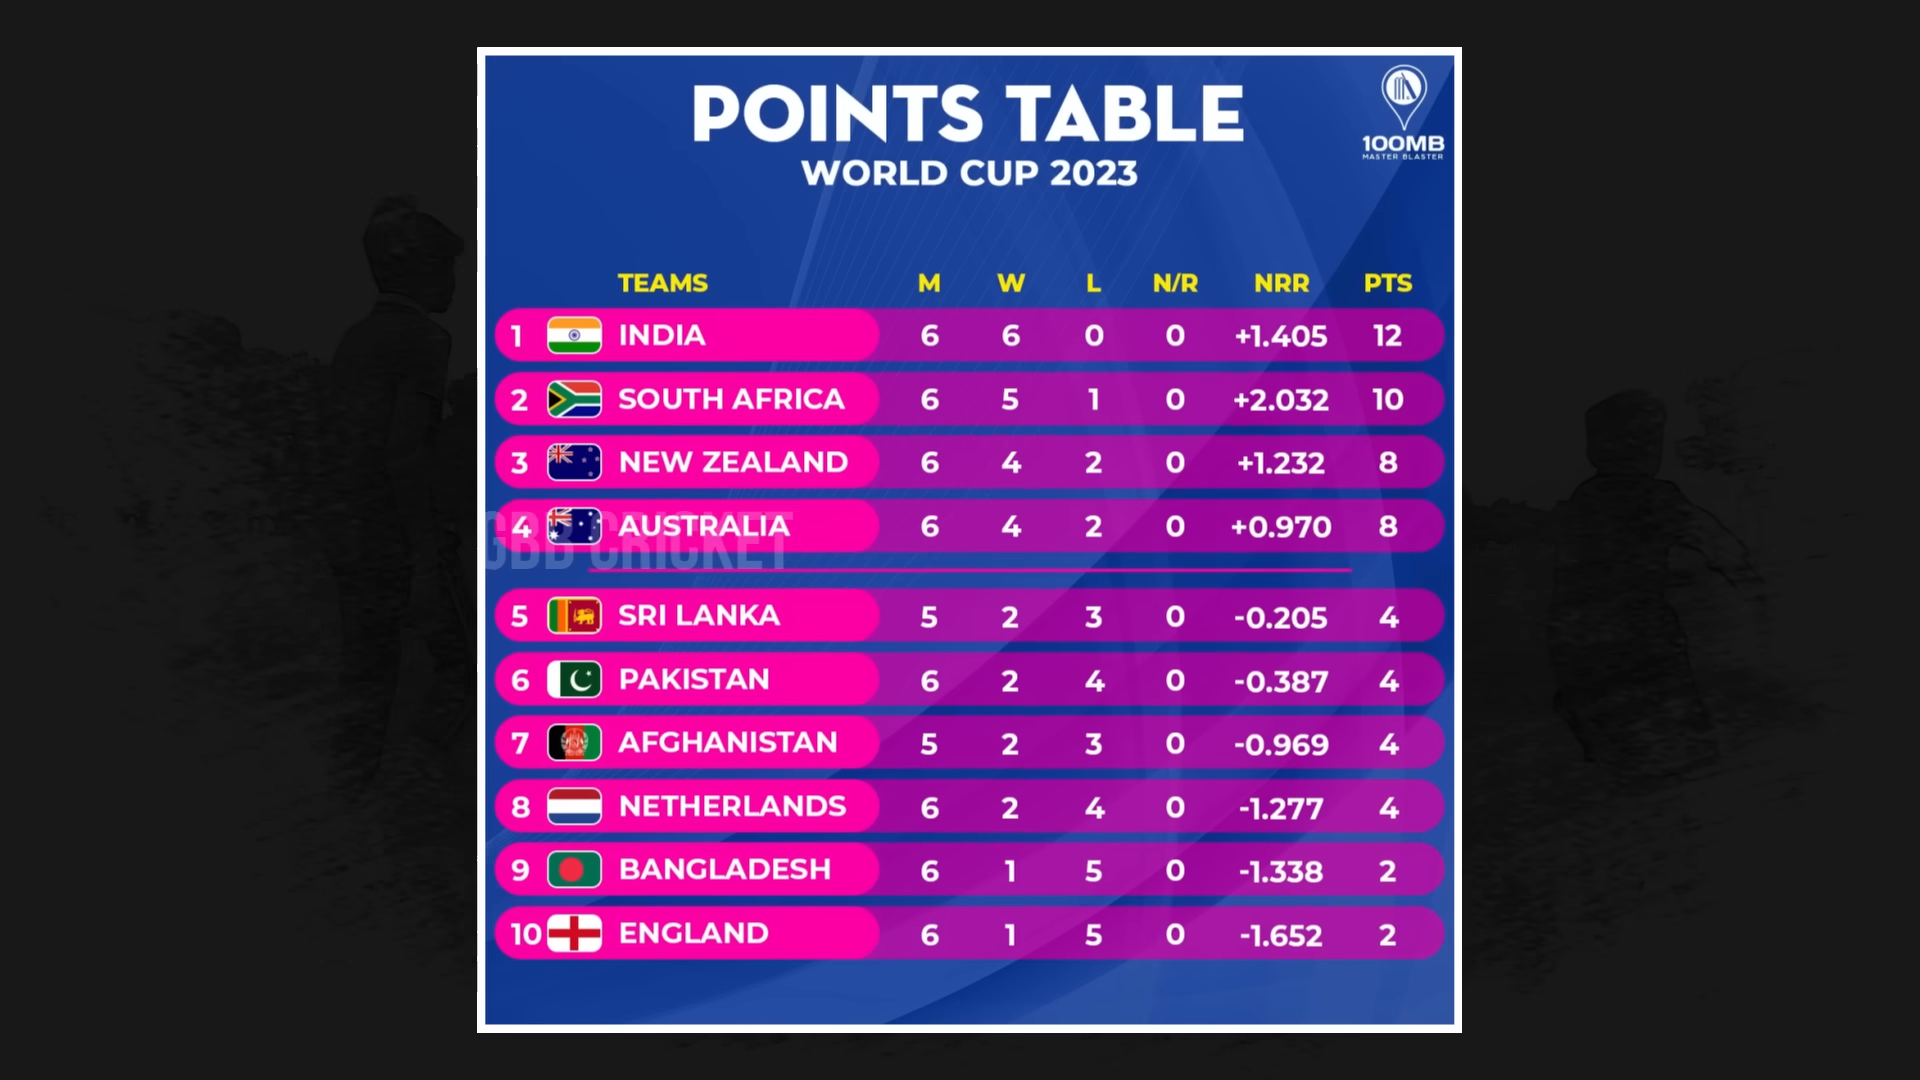 POINTS TABLE
WORLD CUP 2023
100MB
MASTER BLASTER
TEAMS M W L N/R NRR PTS
1 INDIA 6 6 0 0 +1.405 12
2 SOUTH AFRICA 6 5 1 0 +2.032 10
3 NEW ZEALAND 6 4 2 0 +1.232 8
4 AUSTRALIA 6 4 2 0 +0.970 8
GBB CRICKET
5 SRI LANKA 5 2 3 0 -0.205 4
6 PAKISTAN 6 2 4 0 -0.387 4
7 AFGHANISTAN 5 2 3 0 -0.969 4
8 NETHERLANDS 6 2 4 0 -1.277 4
9 BANGLADESH 6 1 5 0 -1.338 2
10 ENGLAND 6 1 5 0 -1.652 2